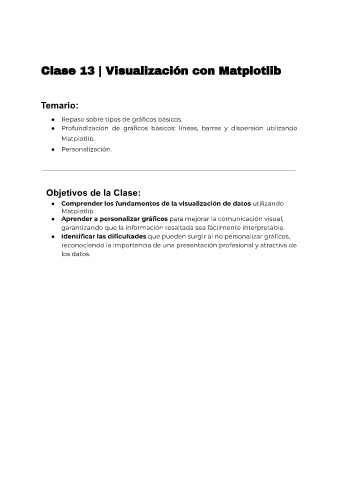 Clase 13 | Visualización con Matplotlib
Temario:
● Repaso sobre tipos de gráficos básicos.
● Profundización de gráficos básicos: líneas, barras y dispersión utilizando
Matplotlib.
● Personalización.
Objetivos de la Clase:
● Comprender los fundamentos de la visualización de datos utilizando
Matplotlib.
● Aprender a personalizar gráficos para mejorar la comunicación visual,
garantizando que la información resaltada sea fácilmente interpretable.
● Identificar las dificultades que pueden surgir al no personalizar gráficos,
reconociendo la importancia de una presentación profesional y atractiva de
los datos.